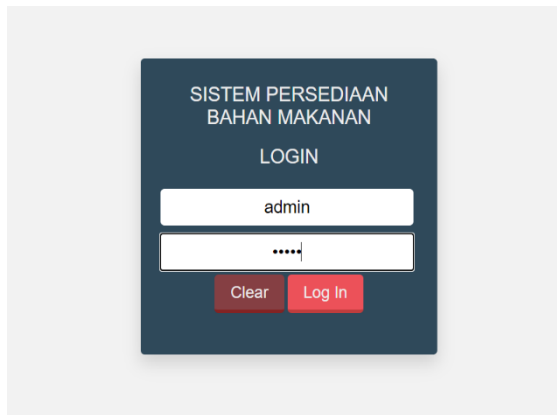 SISTEM PERSEDIAAN
BAHAN MAKANAN
LOGIN
admin
•••••
Clear Log In